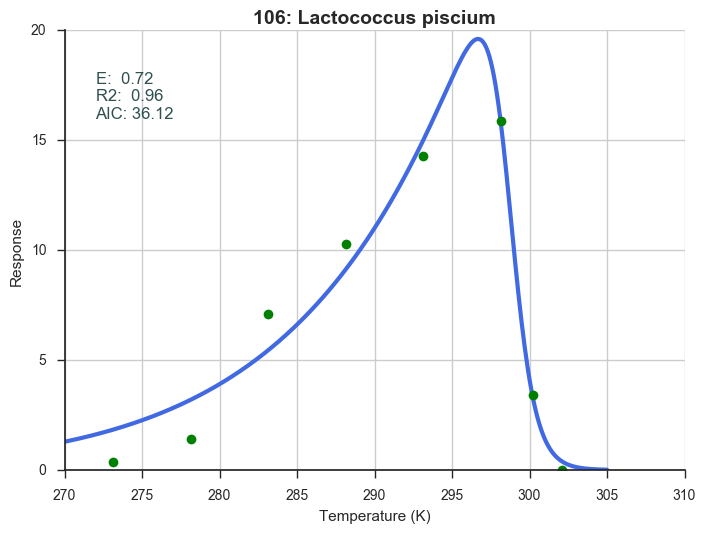 106: Lactococcus piscium
E:  0.72
R2:  0.96
AIC: 36.12
Response
20
15
10
5
0
270 275 280 285 290 295 300 305 310
Temperature (K)